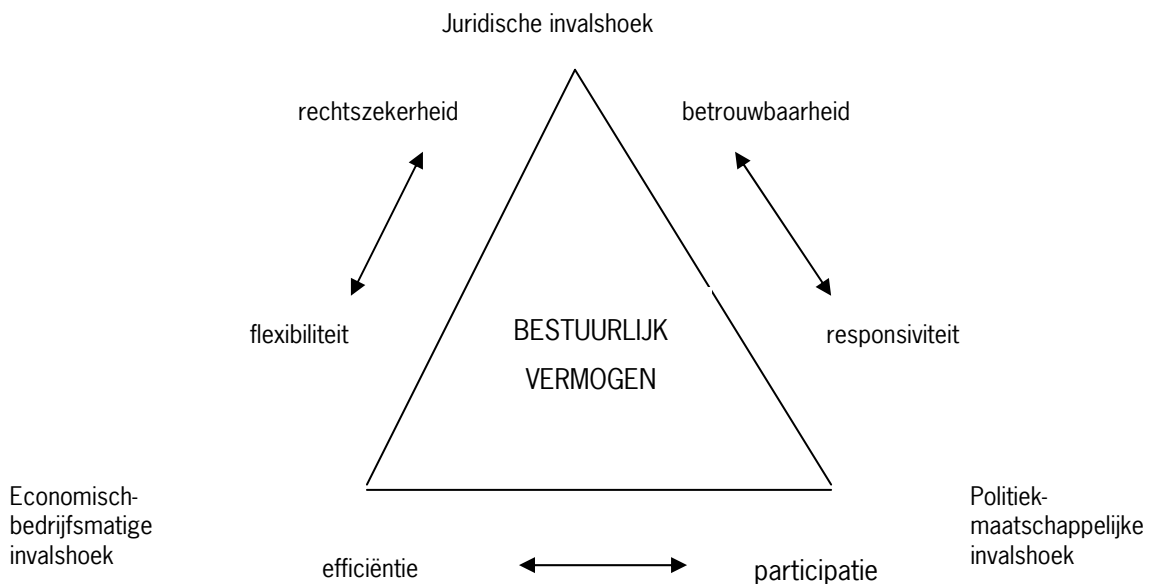 Juridische invalshoek
rechtszekerheid
betrouwbaarheid
flexibiliteit
BESTUURLIJK
VERMOGEN
responsiviteit
Economisch-
bedrijfsmatige
invalshoek
Politiek-
maatschappelijke
invalshoek
efficiëntie
participatie